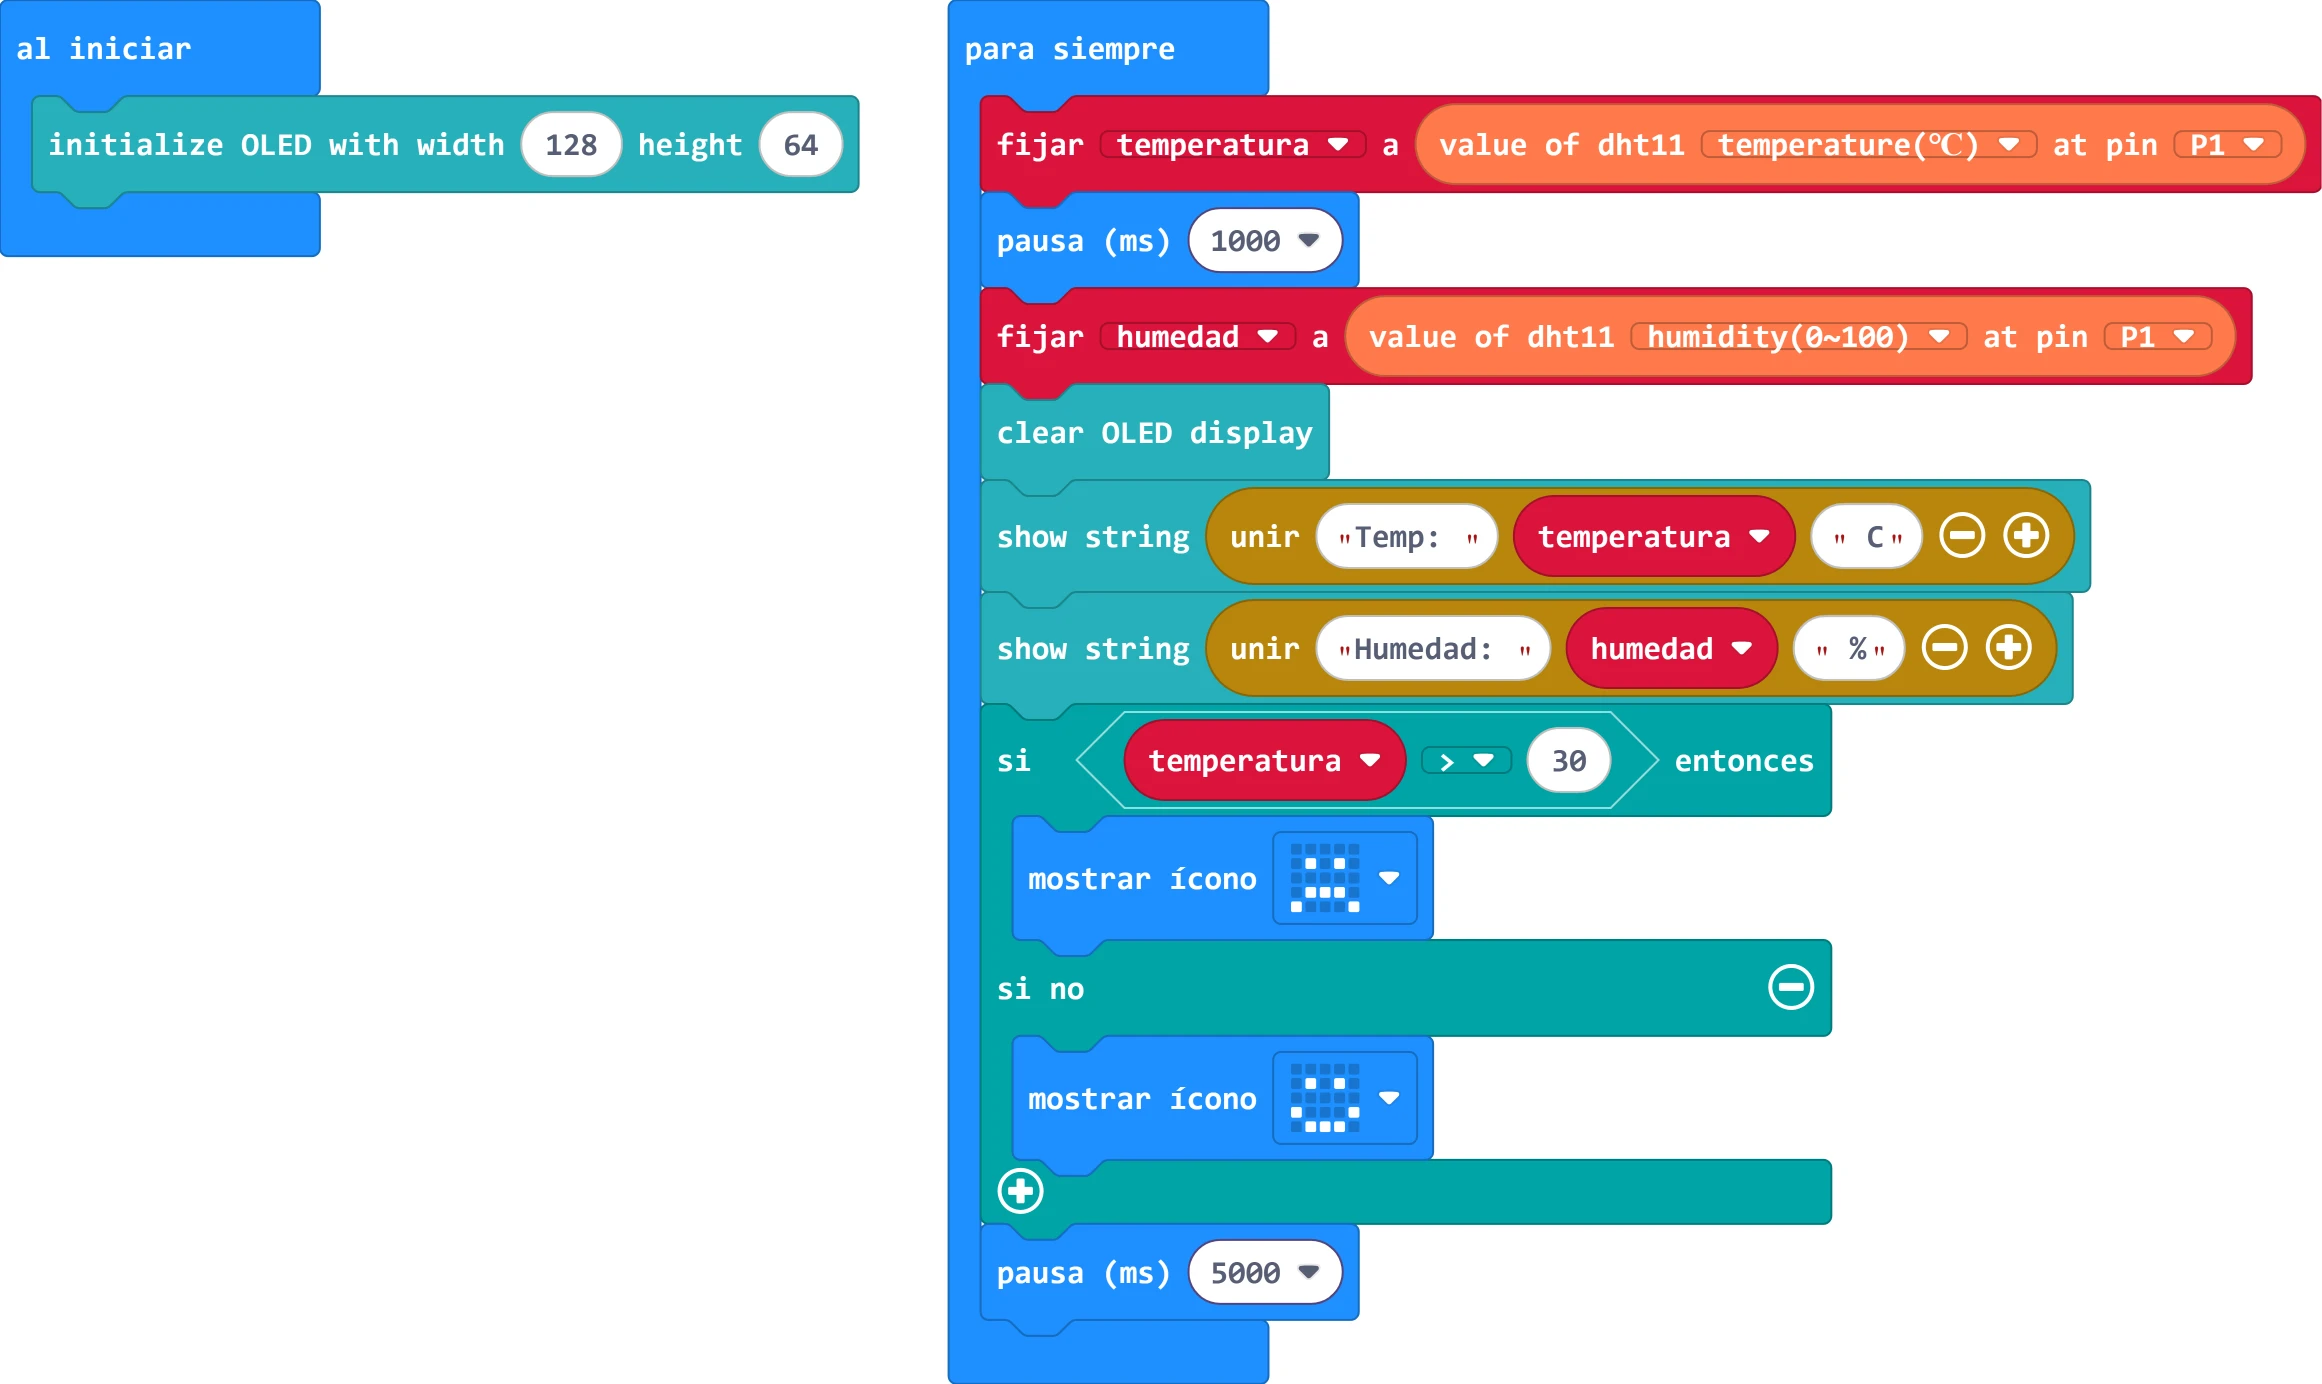 al iniciar
initialize OLED with width 128 height 64
para siempre
fijar temperatura a value of dht11 temperature(℃) at pin P1
pausa (ms) 1000
fijar humedad a value of dht11 humidity(0~100) at pin P1
clear OLED display
show string unir "Temp: " temperatura " C"
show string unir "Humedad: " humedad " %"
si temperatura > 30 entonces
mostrar ícono
si no
mostrar ícono
pausa (ms) 5000